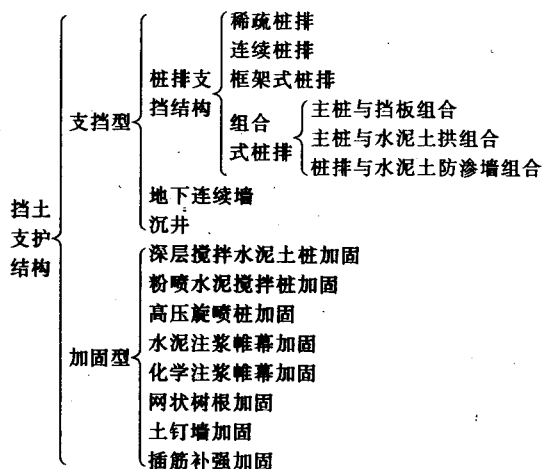 挡土
支护
结构
支挡型
桩排支
挡结构
稀疏桩排
连续桩排
框架式桩排
组合
式桩排
主桩与挡板组合
主桩与水泥土拱组合
桩排与水泥土防渗墙组合
地下连续墙
沉井
加固型
深层搅拌水泥土桩加固
粉喷水泥搅拌桩加固
高压旋喷桩加固
水泥注浆帷幕加固
化学注浆帷幕加固
网状树根加固
土钉墙加固
插筋补强加固